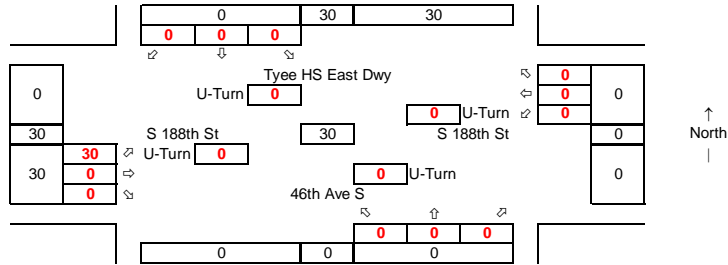 0 30 30
0 0 0
⬃ ⇩ ⬂
Tyee HS East Dwy
0 U-Turn 0 ⬁ 0 0
⇦ 0
0 U-Turn ⬃ 0
30 S 188th St 30 S 188th St 0
30 ⬀ U-Turn 0
30 0 ⇨ 0 U-Turn 0
0 ⬂
46th Ave S
⬁ ⇧ ⬀
0 0 0
0 0 0
↑
North
|